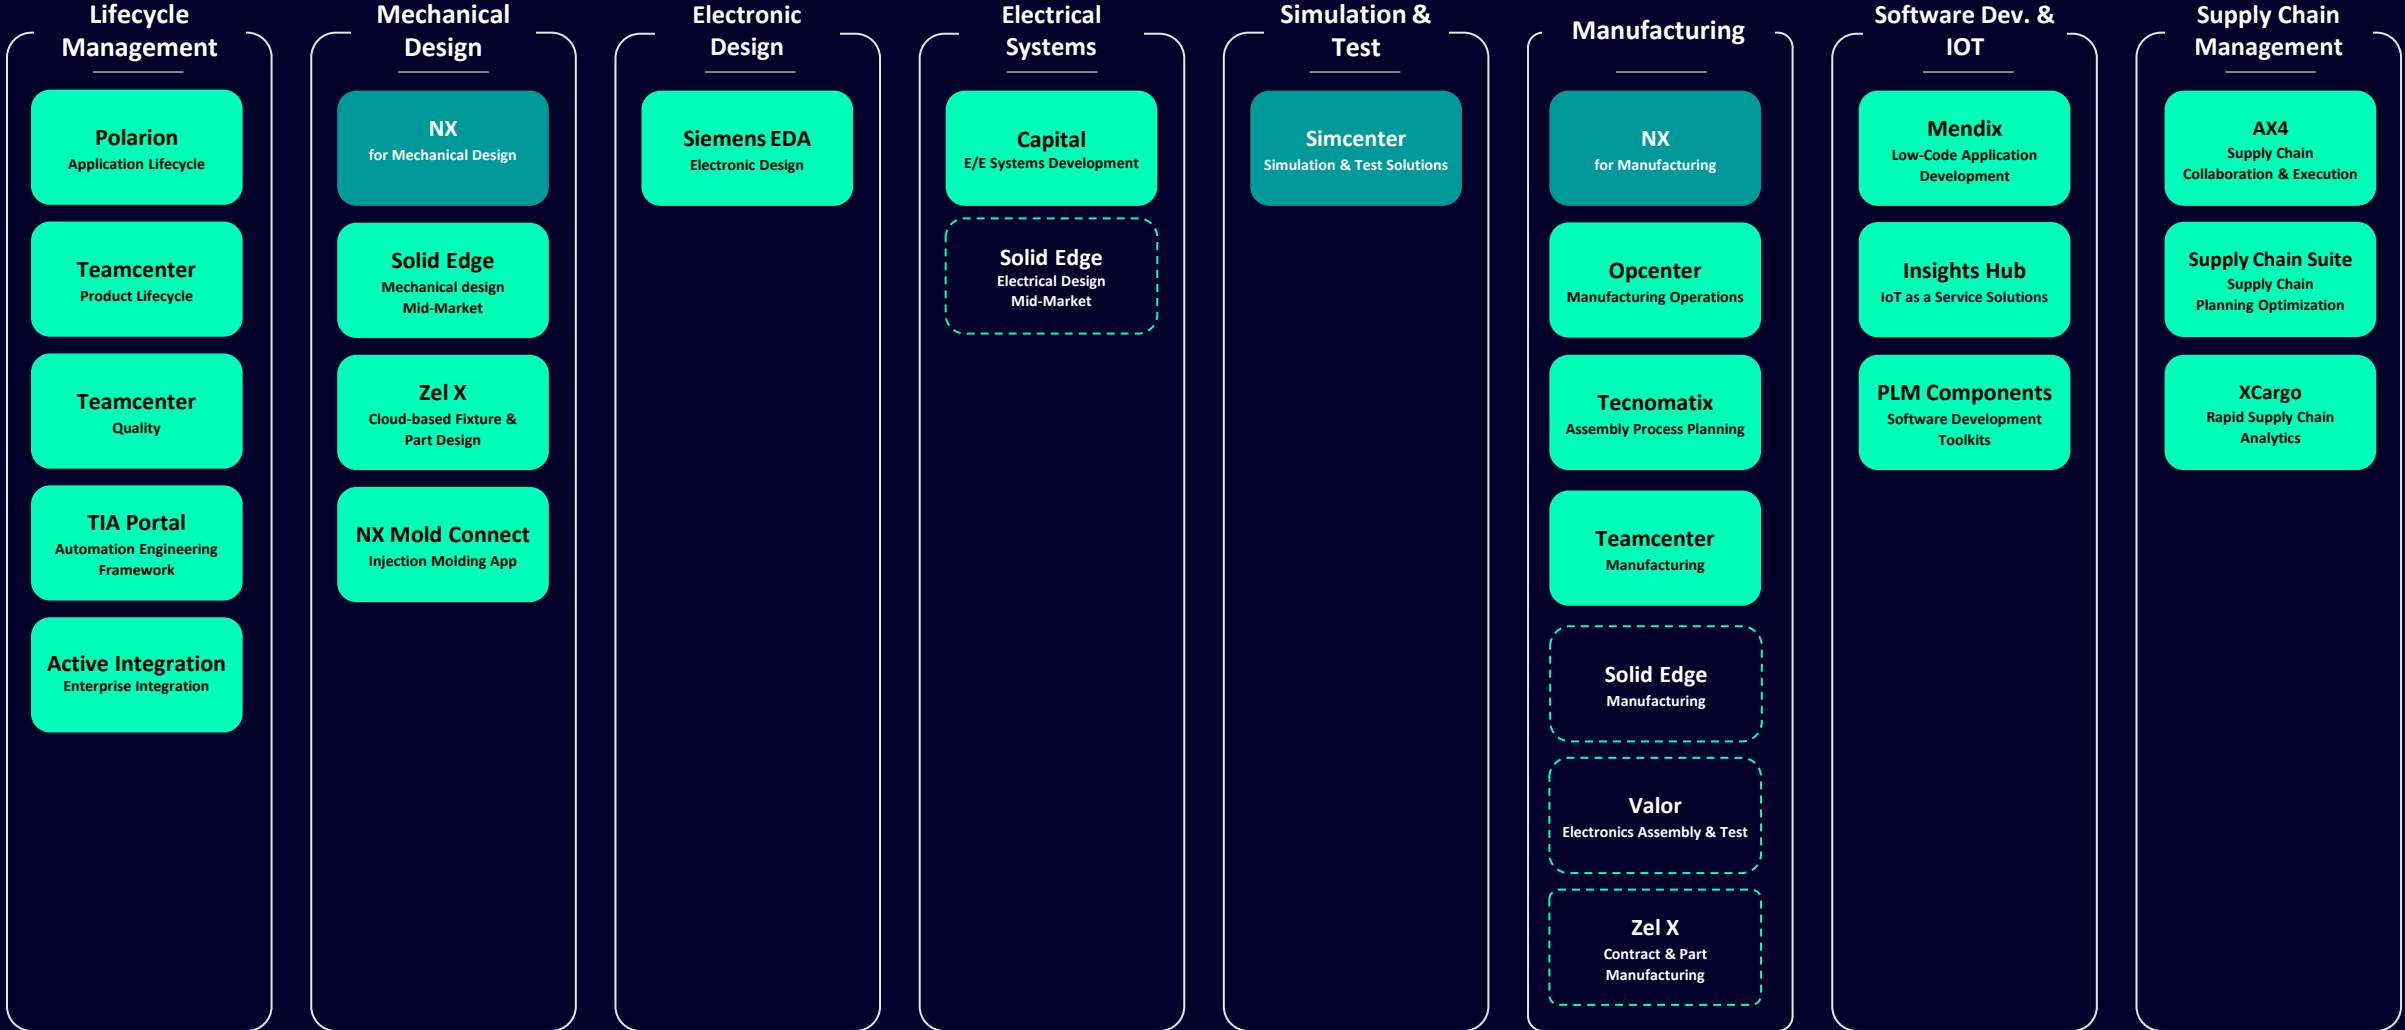 Lifecycle
Management
Polarion
Application Lifecycle
Teamcenter
Product Lifecycle
Teamcenter
Quality
TIA Portal
Automation Engineering
Framework
Active Integration
Enterprise Integration
Mechanical
Design
NX
for Mechanical Design
Solid Edge
Mechanical design
Mid-Market
Zel X
Cloud-based Fixture &
Part Design
NX Mold Connect
Injection Molding App
Electronic
Design
Siemens EDA
Electronic Design
Electrical
Systems
Capital
E/E Systems Development
Solid Edge
Electrical Design
Mid-Market
Simulation &
Test
Simcenter
Simulation & Test Solutions
Manufacturing
NX
for Manufacturing
Opcenter
Manufacturing Operations
Tecnomatix
Assembly Process Planning
Teamcenter
Manufacturing
Solid Edge
Manufacturing
Valor
Electronics Assembly & Test
Zel X
Contract & Part
Manufacturing
Software Dev. &
IOT
Mendix
Low-Code Application
Development
Insights Hub
IoT as a Service Solutions
PLM Components
Software Development
Toolkits
Supply Chain
Management
AX4
Supply Chain
Collaboration & Execution
Supply Chain Suite
Supply Chain
Planning Optimization
XCargo
Rapid Supply Chain
Analytics